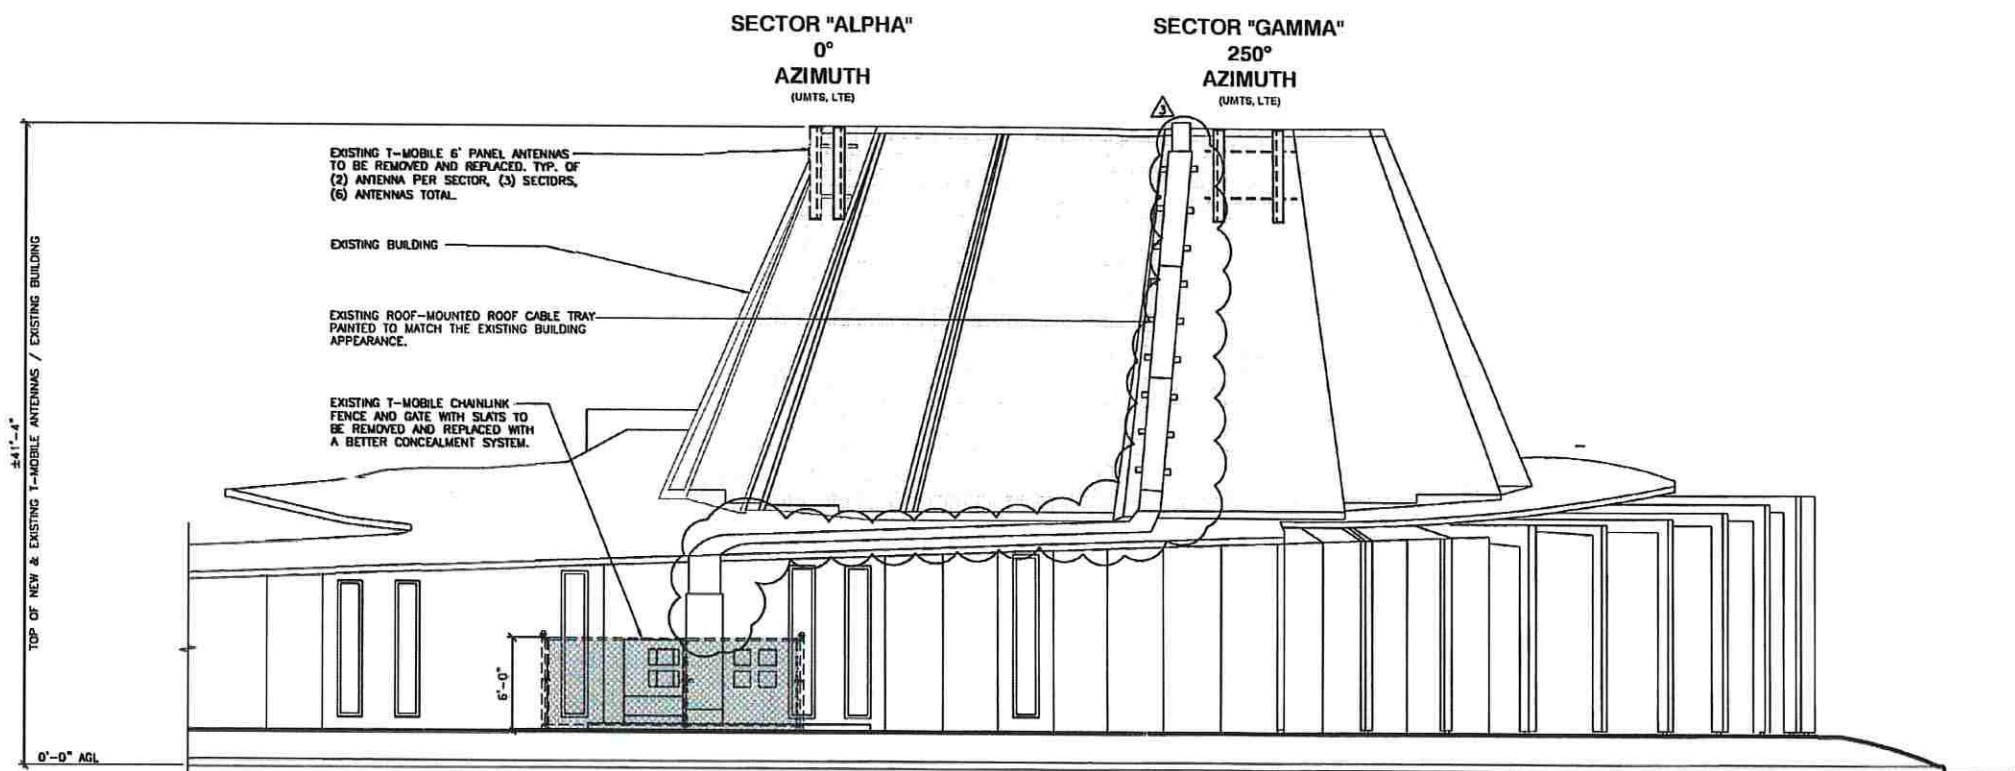 SECTOR "ALPHA"
0°
AZIMUTH
(UMTS, LTE)
SECTOR "GAMMA"
250°
AZIMUTH
(UMTS, LTE)
3
EXISTING T-MOBILE 6' PANEL ANTENNAS
TO BE REMOVED AND REPLACED. TYP. OF
(2) ANTENNA PER SECTOR, (3) SECTORS,
(6) ANTENNAS TOTAL.
EXISTING BUILDING
EXISTING ROOF-MOUNTED ROOF CABLE TRAY
PAINTED TO MATCH THE EXISTING BUILDING
APPEARANCE.
EXISTING T-MOBILE CHAINLINK
FENCE AND GATE WITH SLATS TO
BE REMOVED AND REPLACED WITH
A BETTER CONCEALMENT SYSTEM.
±41'-4"
TOP OF NEW & EXISTING T-MOBILE ANTENNAS / EXISTING BUILDING
6'-0"
0'-0" AGL